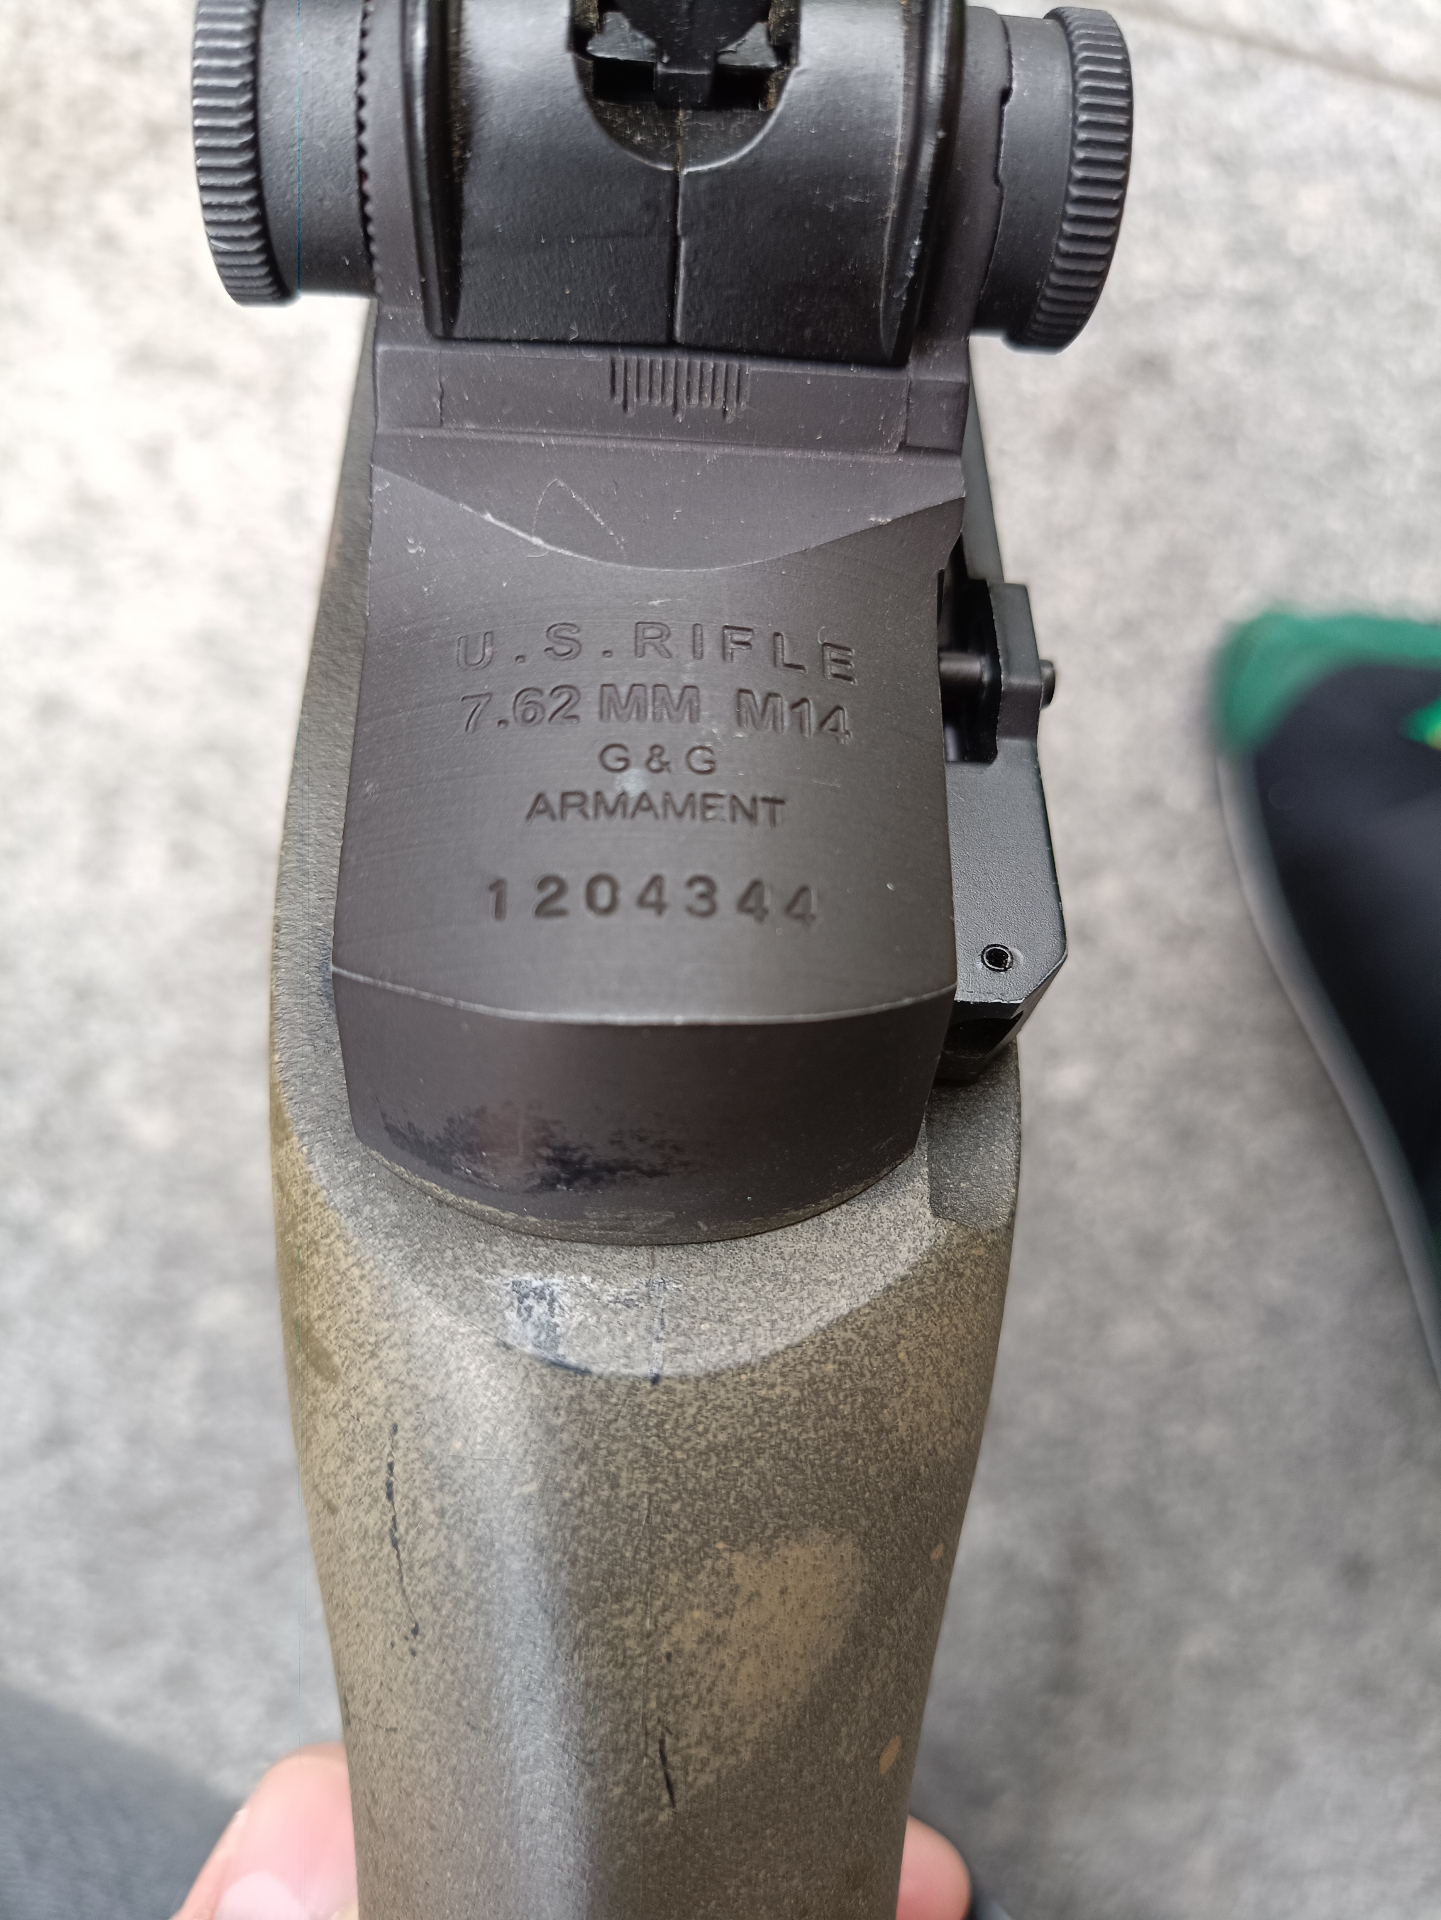 U.S.RIFLE
7.62 MM M14
G & G
ARMAMENT
1204344